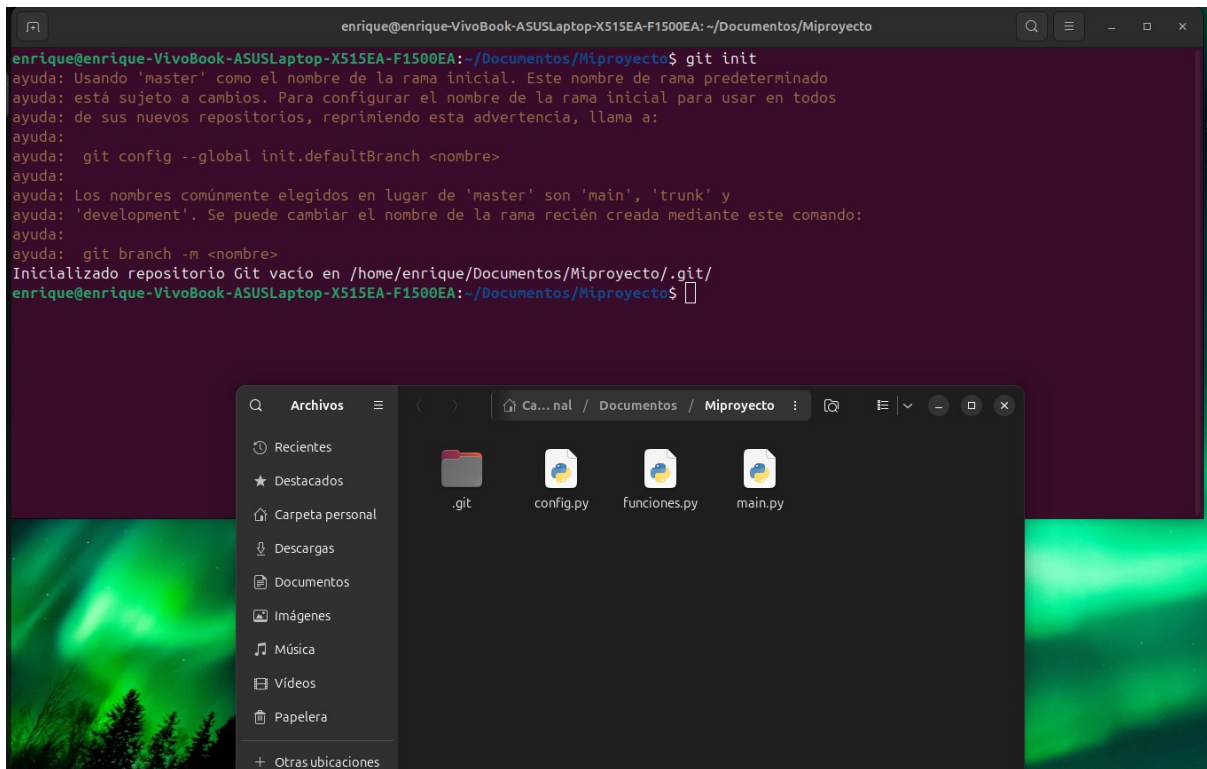 enrique@enrique-VivoBook-ASUSLaptop-X515EA-F1500EA: ~/Documentos/Miproyecto
enrique@enrique-VivoBook-ASUSLaptop-X515EA-F1500EA:~/Documentos/Miproyecto$ git init
ayuda: Usando 'master' como el nombre de la rama inicial. Este nombre de rama predeterminado
ayuda: está sujeto a cambios. Para configurar el nombre de la rama inicial para usar en todos
ayuda: de sus nuevos repositorios, reprimiendo esta advertencia, llama a:
ayuda:
ayuda:  git config --global init.defaultBranch <nombre>
ayuda:
ayuda: Los nombres comúnmente elegidos en lugar de 'master' son 'main', 'trunk' y
ayuda: 'development'. Se puede cambiar el nombre de la rama recién creada mediante este comando:
ayuda:
ayuda:  git branch -m <nombre>
Inicializado repositorio Git vacío en /home/enrique/Documentos/Miproyecto/.git/
enrique@enrique-VivoBook-ASUSLaptop-X515EA-F1500EA:~/Documentos/Miproyecto$
Archivos
Ca…nal / Documentos / Miproyecto
Recientes
Destacados
Carpeta personal
Descargas
Documentos
Imágenes
Música
Vídeos
Papelera
+ Otras ubicaciones
.git
config.py
funciones.py
main.py